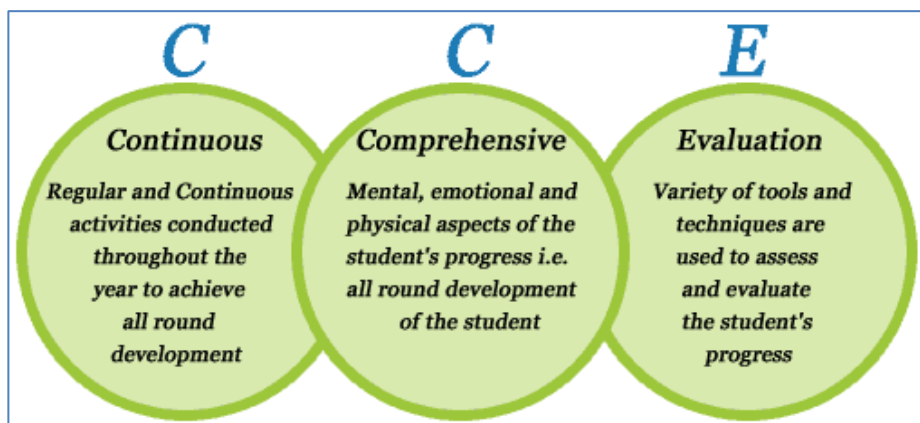 C
Continuous
Regular and Continuous
activities conducted
throughout the
year to achieve
all round
development
C
Comprehensive
Mental, emotional and
physical aspects of the
student's progress i.e.
all round development
of the student
E
Evaluation
Variety of tools and
techniques are
used to assess
and evaluate
the student's
progress